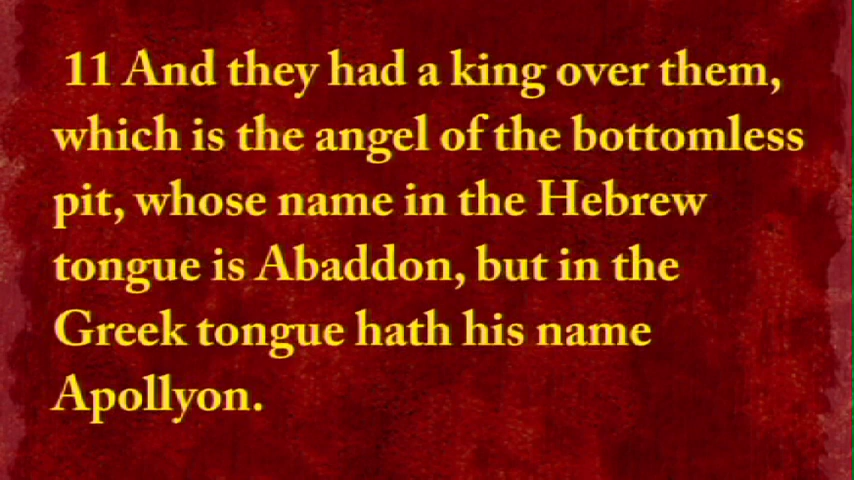 11 And they had a king over them,
which is the angel of the bottomless
pit, whose name in the Hebrew
tongue is Abaddon, but in the
Greek tongue hath his name
Apollyon.